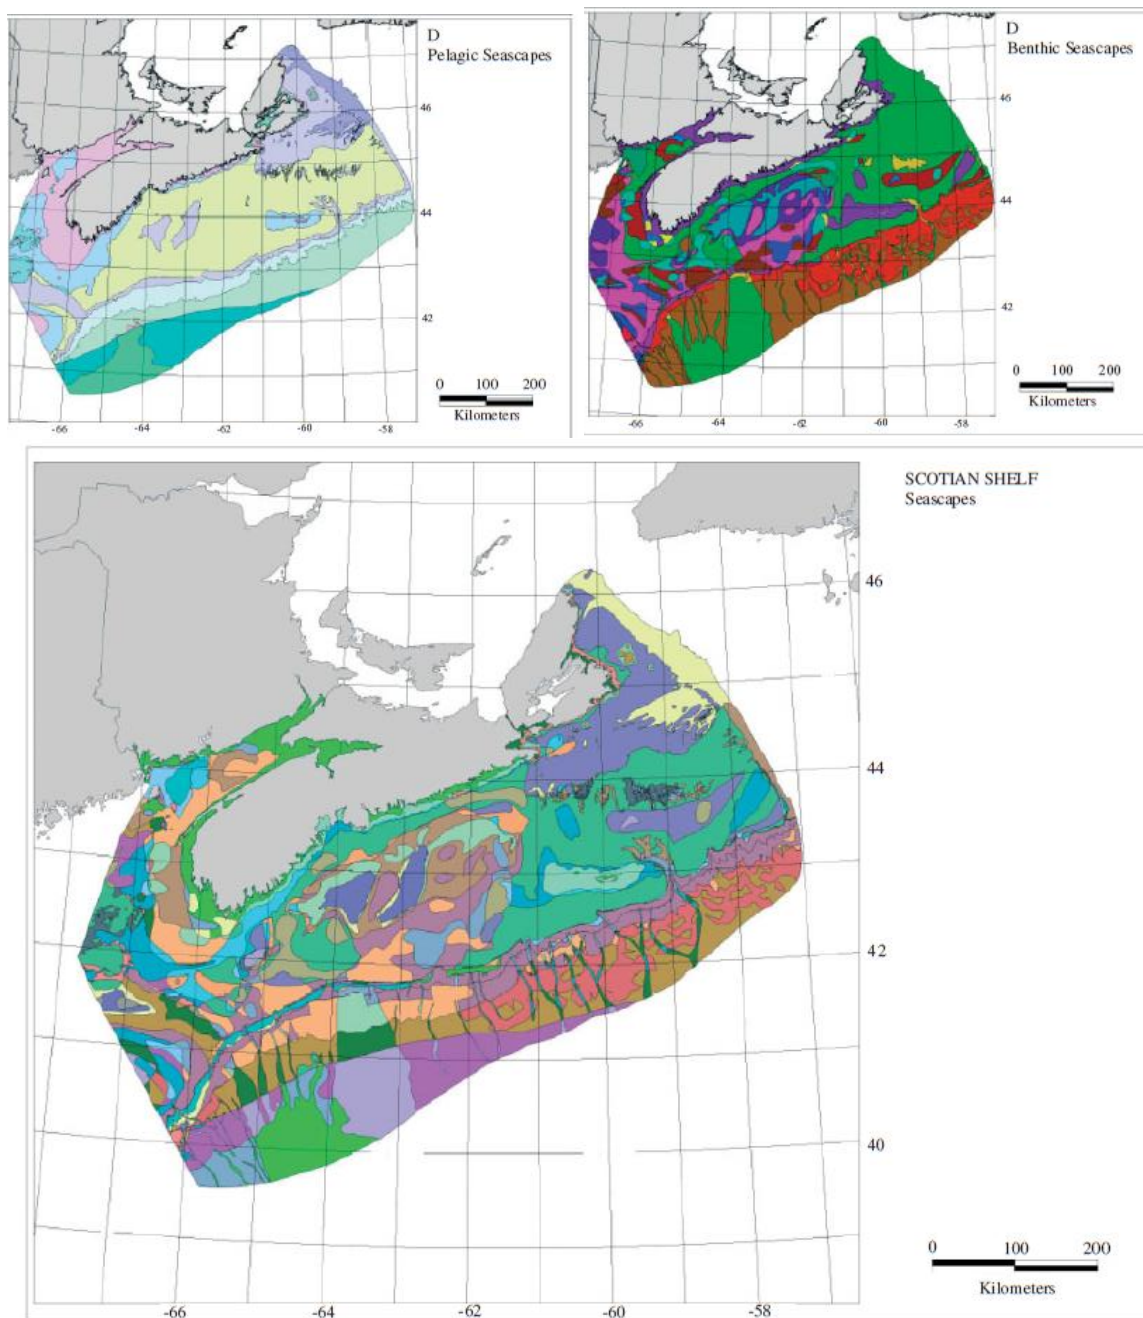 D
Pelagic Seascapes
46
44
42
0 100 200
Kilometers
-66 -64 -62 -60 -58
D
Benthic Seascapes
46
44
42
0 100 200
Kilometers
-66 -64 -62 -60 -58
SCOTIAN SHELF
Seascapes
46
44
42
40
0 100 200
Kilometers
-66 -64 -62 -60 -58